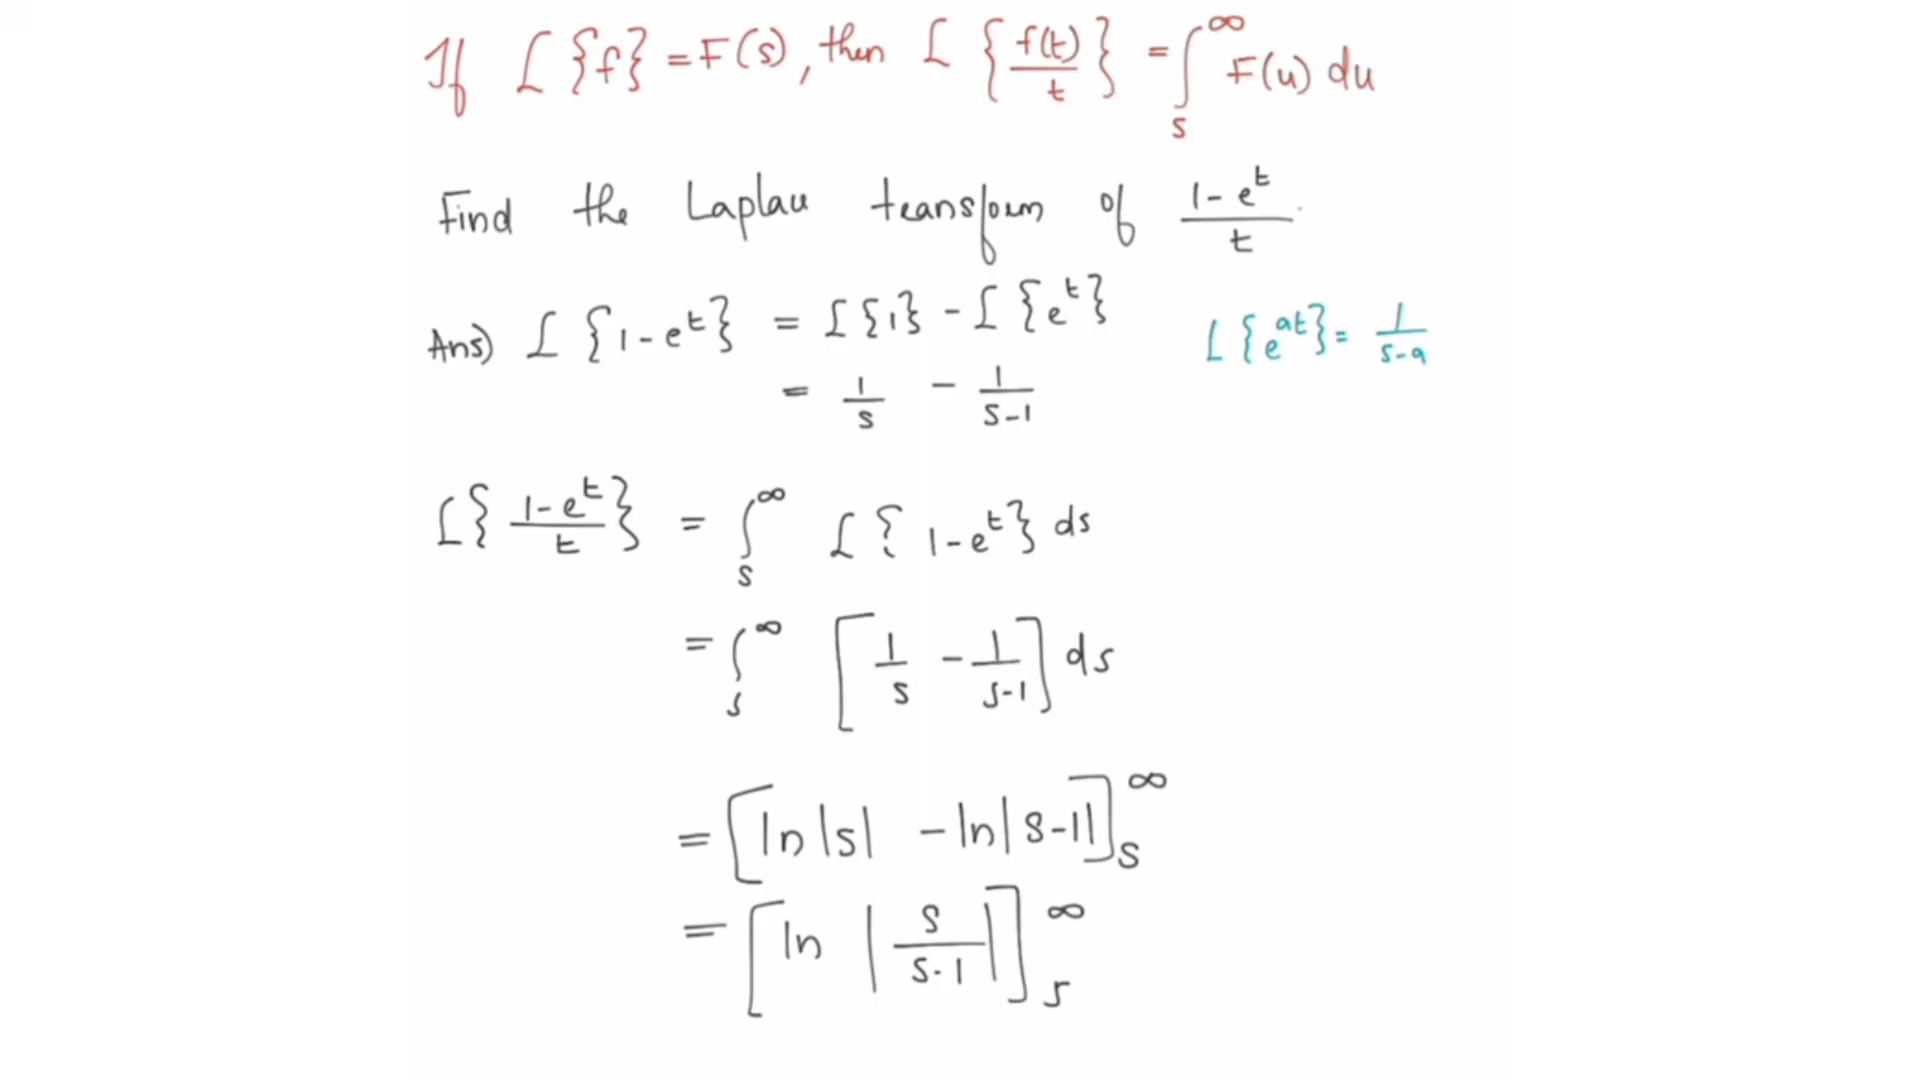 If L{f} = F(s), then L{f(t)/t} = ∫_s^∞ F(u) du
Find the Laplace transform of (1-e^t)/t.
Ans) L{1-e^t} = L{1} - L{e^t}
L{e^{at}} = 1/(s-a)
= 1/s - 1/(s-1)
L{(1-e^t)/t} = ∫_s^∞ L{1-e^t} ds
= ∫_s^∞ [1/s - 1/(s-1)] ds
= [ln|s| - ln|s-1|]_s^∞
= [ln |s/(s-1)|]_s^∞